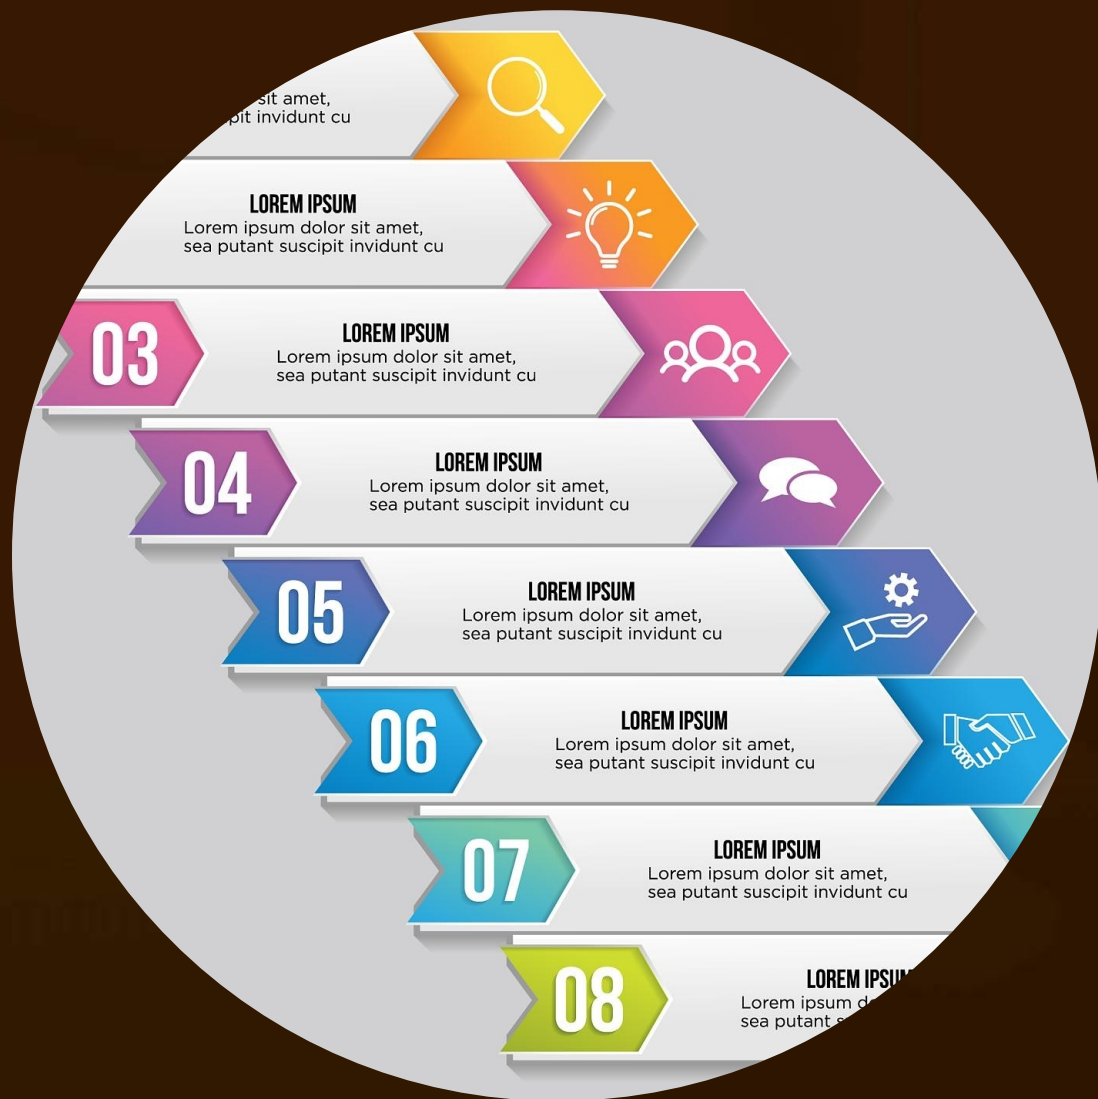 sit amet,
invidunt cu
LOREM IPSUM
Lorem ipsum dolor sit amet,
sea putant suscipit invidunt cu
03
LOREM IPSUM
Lorem ipsum dolor sit amet,
sea putant suscipit invidunt cu
04
LOREM IPSUM
Lorem ipsum dolor sit amet,
sea putant suscipit invidunt cu
05
LOREM IPSUM
Lorem ipsum dolor sit amet,
sea putant suscipit invidunt cu
06
LOREM IPSUM
Lorem ipsum dolor sit amet,
sea putant suscipit invidunt cu
07
LOREM IPSUM
Lorem ipsum dolor sit amet,
sea putant suscipit invidunt cu
08
LOREM IPSUM
Lorem ipsum
sea putant